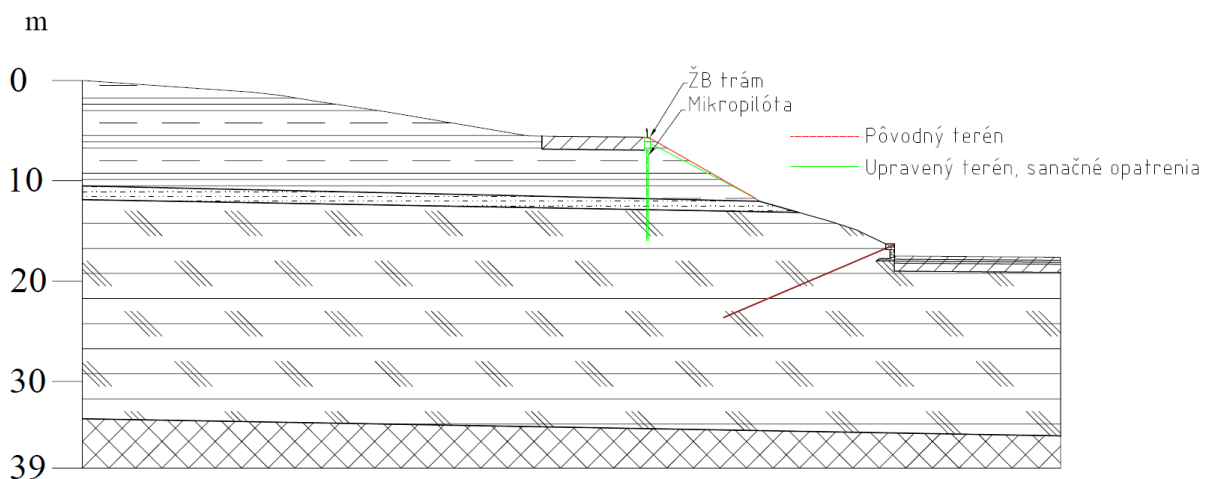 m
0
ŽB trám
Mikropilóta
Pôvodný terén
Upravený terén, sanačné opatrenia
10
20
30
39